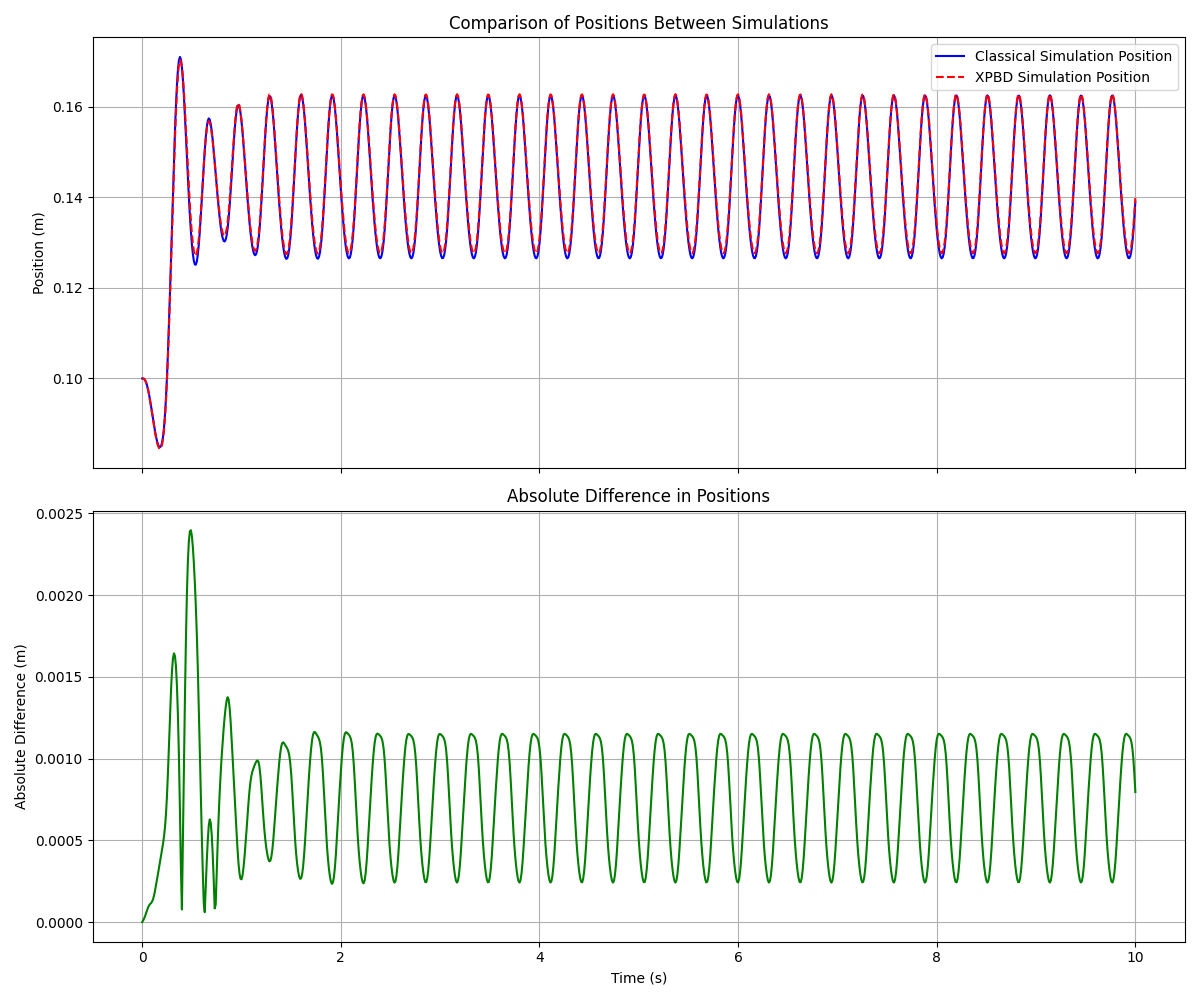 Comparison of Positions Between Simulations
Classical Simulation Position
XPBD Simulation Position
Position (m)
0.16
0.14
0.12
0.10
Absolute Difference in Positions
Absolute Difference (m)
0.0025
0.0020
0.0015
0.0010
0.0005
0.0000
0 2 4 6 8 10
Time (s)